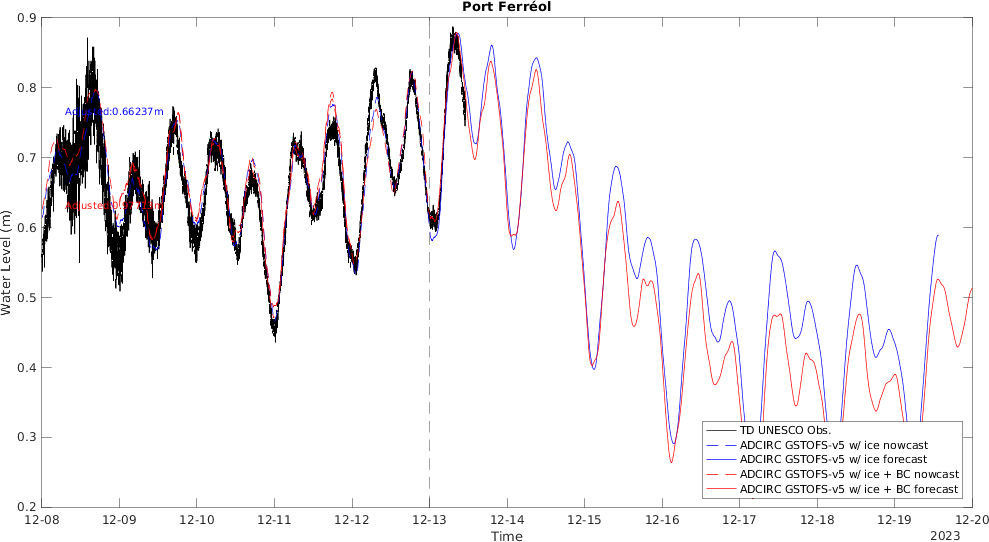 Port Ferréol
0.9
0.8
0.7
0.6
0.5
0.4
0.3
0.2
Water Level (m)
Adjusted:0.66237m
TD UNESCO Obs.
ADCIRC GSTOFS-v5 w/ ice nowcast
ADCIRC GSTOFS-v5 w/ ice forecast
ADCIRC GSTOFS-v5 w/ ice + BC nowcast
ADCIRC GSTOFS-v5 w/ ice + BC forecast
12-08 12-09 12-10 12-11 12-12 12-13 12-14 12-15 12-16 12-17 12-18 12-19 12-20
Time
2023